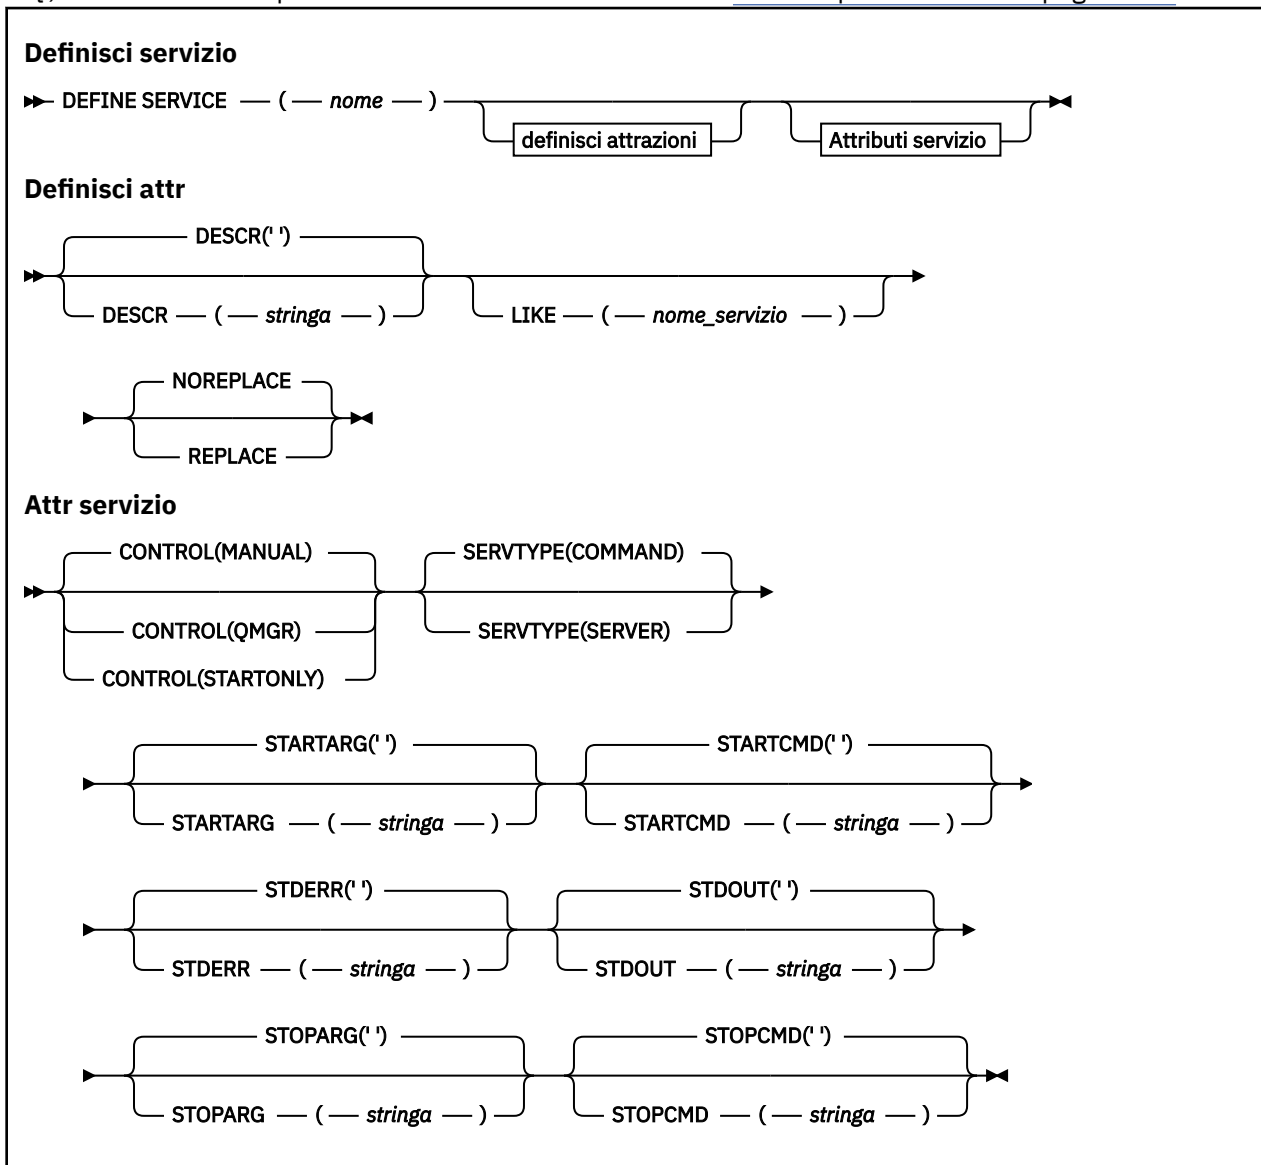 Definisci servizio
DEFINE SERVICE ( nome )
definisci attrazioni Attributi servizio
Definisci attr
DESCR(' ')
DESCR ( stringa ) LIKE ( nome_servizio )
NOREPLACE
REPLACE
Attr servizio
CONTROL(MANUAL) SERVTYPE(COMMAND)
CONTROL(QMGR) SERVTYPE(SERVER)
CONTROL(STARTONLY)
STARTARG(' ') STARTCMD(' ')
STARTARG ( stringa ) STARTCMD ( stringa )
STDERR(' ') STDOUT(' ')
STDERR ( stringa ) STDOUT ( stringa )
STOPARG(' ') STOPCMD(' ')
STOPARG ( stringa ) STOPCMD ( stringa )